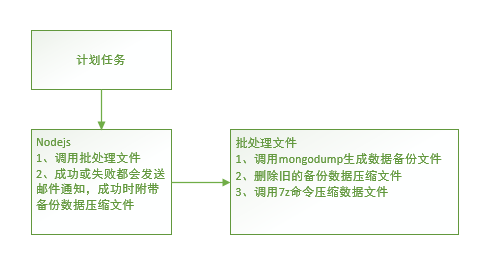 计划任务
Nodejs
1、调用批处理文件
2、成功或失败都会发送
邮件通知，成功时附带
备份数据压缩文件
批处理文件
1、调用mongodump生成数据备份文件
2、删除旧的备份数据压缩文件
3、调用7z命令压缩数据文件